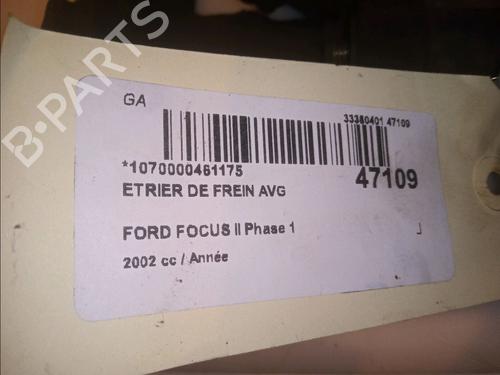 B-PARTS
GA
33380401 47109
*1070000461175
47109
ETRIER DE FREIN AVG
FORD FOCUS II Phase 1
J
2002 cc / Année